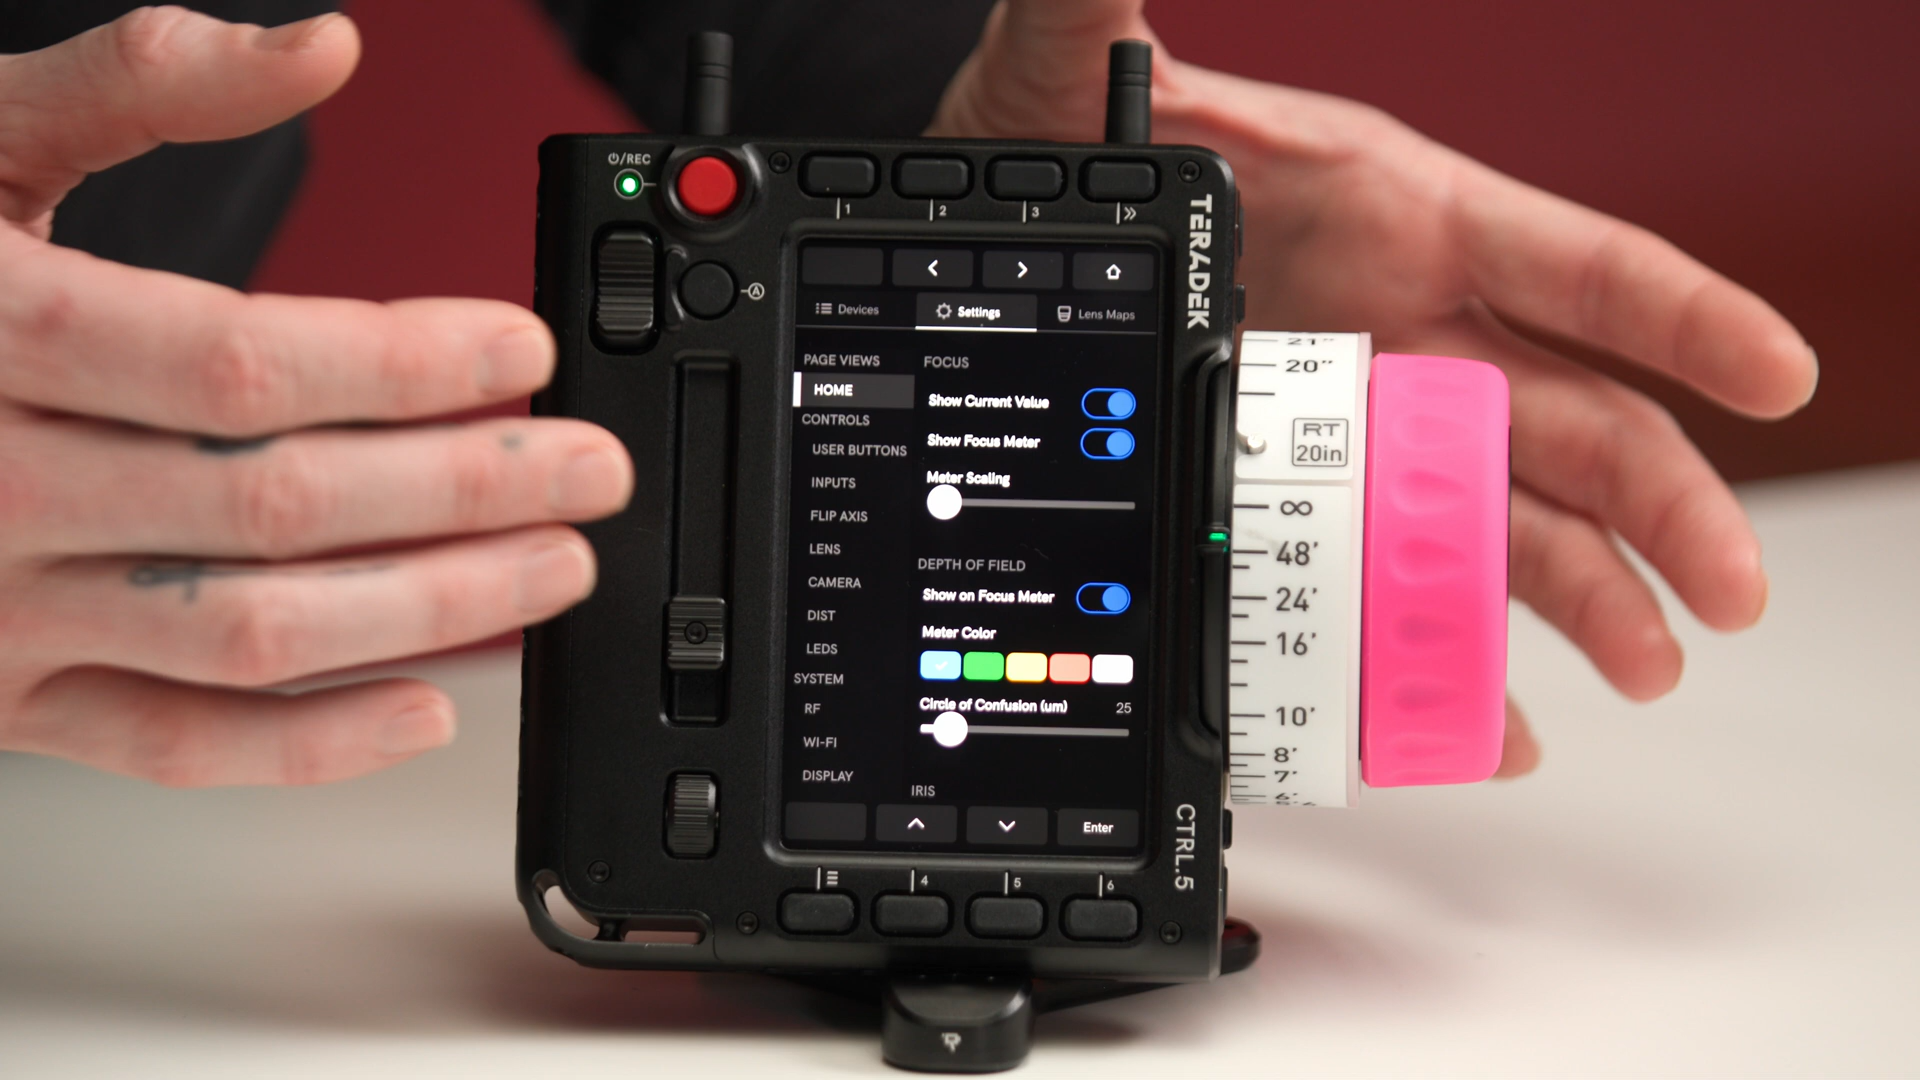 ⏻/REC
1
2
3
»
A
TERADEK
Devices
Settings
Lens Maps
PAGE VIEWS
HOME
CONTROLS
USER BUTTONS
INPUTS
FLIP AXIS
LENS
CAMERA
DIST
LEDS
SYSTEM
RF
WI-FI
DISPLAY
FOCUS
Show Current Value
Show Focus Meter
Meter Scaling
DEPTH OF FIELD
Show on Focus Meter
Meter Color
Circle of Confusion (um) 25
IRIS
Enter
4
5
6
CTRL.5
21"
20"
RT
20in
∞
48'
24'
16'
10'
8'
7'
6'